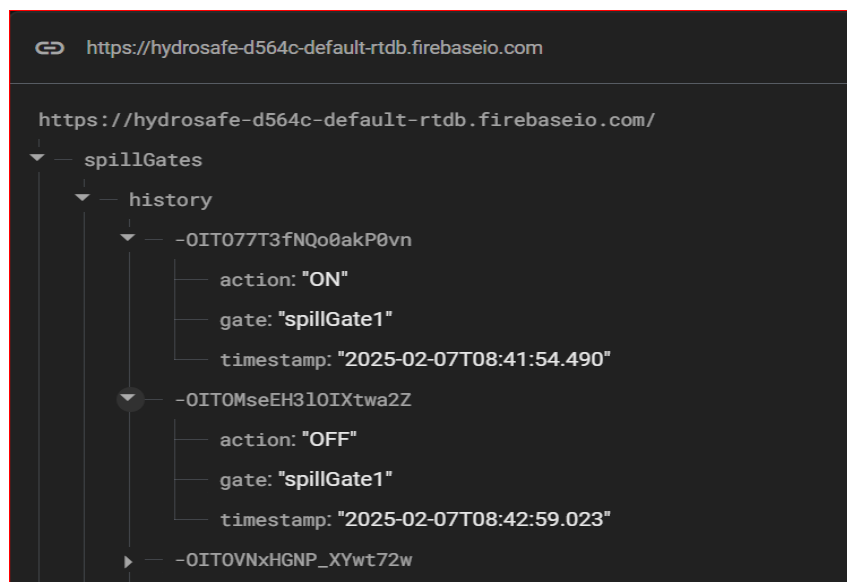 https://hydrosafe-d564c-default-rtdb.firebaseio.com
https://hydrosafe-d564c-default-rtdb.firebaseio.com/
spillGates
history
-OITO77T3fNQo0akP0vn
action: "ON"
gate: "spillGate1"
timestamp: "2025-02-07T08:41:54.490"
-OITOMseEH3lOIXtwa2Z
action: "OFF"
gate: "spillGate1"
timestamp: "2025-02-07T08:42:59.023"
-OITOVNxHGNP_XYwt72w